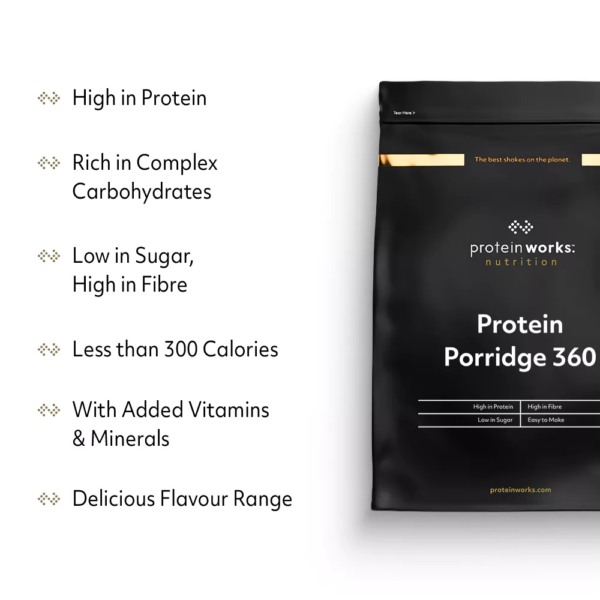 High in Protein
Rich in Complex
Carbohydrates
Low in Sugar,
High in Fibre
Less than 300 Calories
With Added Vitamins
& Minerals
Delicious Flavour Range
Tear Here >
The best shakes on the planet.
protein works:
nutrition
Protein
Porridge 360
High in Protein High in Fibre
Low in Sugar Easy to Make
proteinworks.com